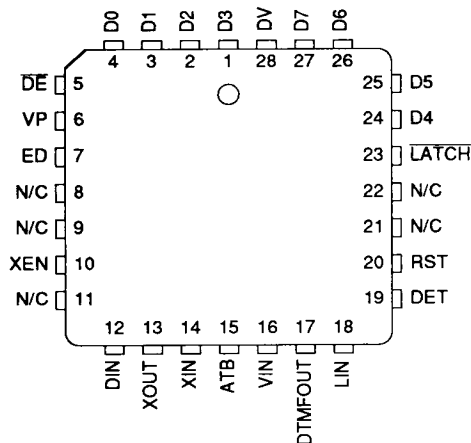 D0 D1 D2 D3 DV D7 D6
4 3 2 1 28 27 26
D̅E̅ 5 25 D5
VP 6 24 D4
ED 7 23 L̅A̅T̅C̅H̅
N/C 8 22 N/C
N/C 9 21 N/C
XEN 10 20 RST
N/C 11 19 DET
12 13 14 15 16 17 18
DIN XOUT XIN ATB VIN DTMFOUT LIN